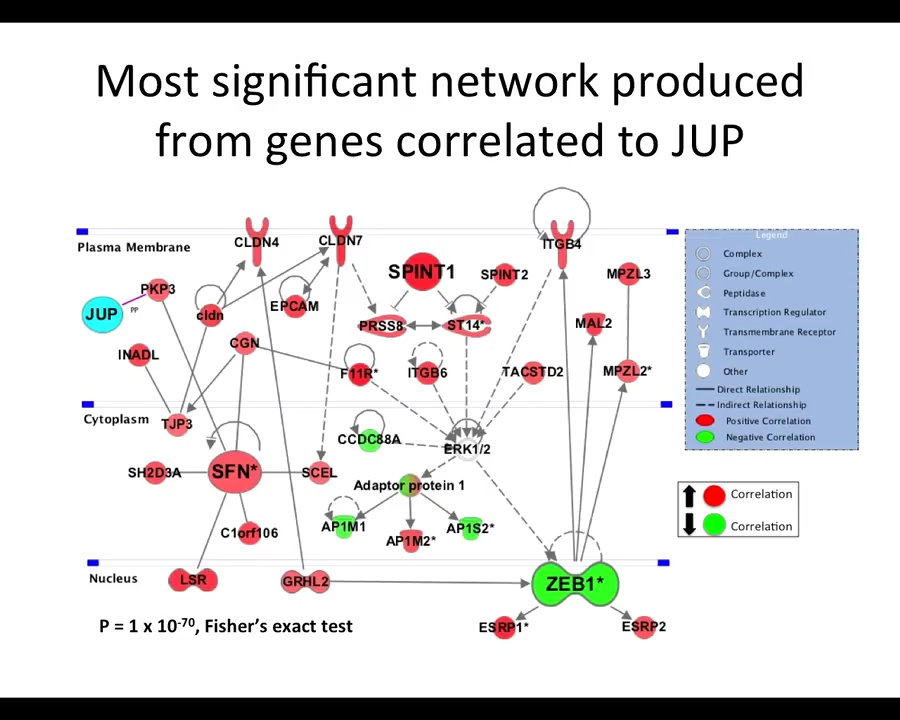 Most significant network produced
from genes correlated to JUP
Plasma Membrane
CLDN4
CLDN7
ITGB4
SPINT1
SPINT2
MPZL3
PKP3
JUP
PP
cldn
EPCAM
PRSS8
ST14*
MAL2
INADL
CGN
F11R*
ITGB6
TACSTD2
MPZL2*
Cytoplasm
TJP3
CCDC88A
ERK1/2
SH2D3A
SFN*
SCEL
Adaptor protein 1
C1orf106
AP1M1
AP1M2*
AP1S2*
Nucleus
LSR
GRHL2
ZEB1*
ESRP1*
ESRP2
P = 1 x 10-70, Fisher's exact test
Legend
Complex
Group/Complex
Peptidase
Transcription Regulator
Transmembrane Receptor
Transporter
Other
Direct Relationship
Indirect Relationship
Positive Correlation
Negative Correlation
Correlation
Correlation